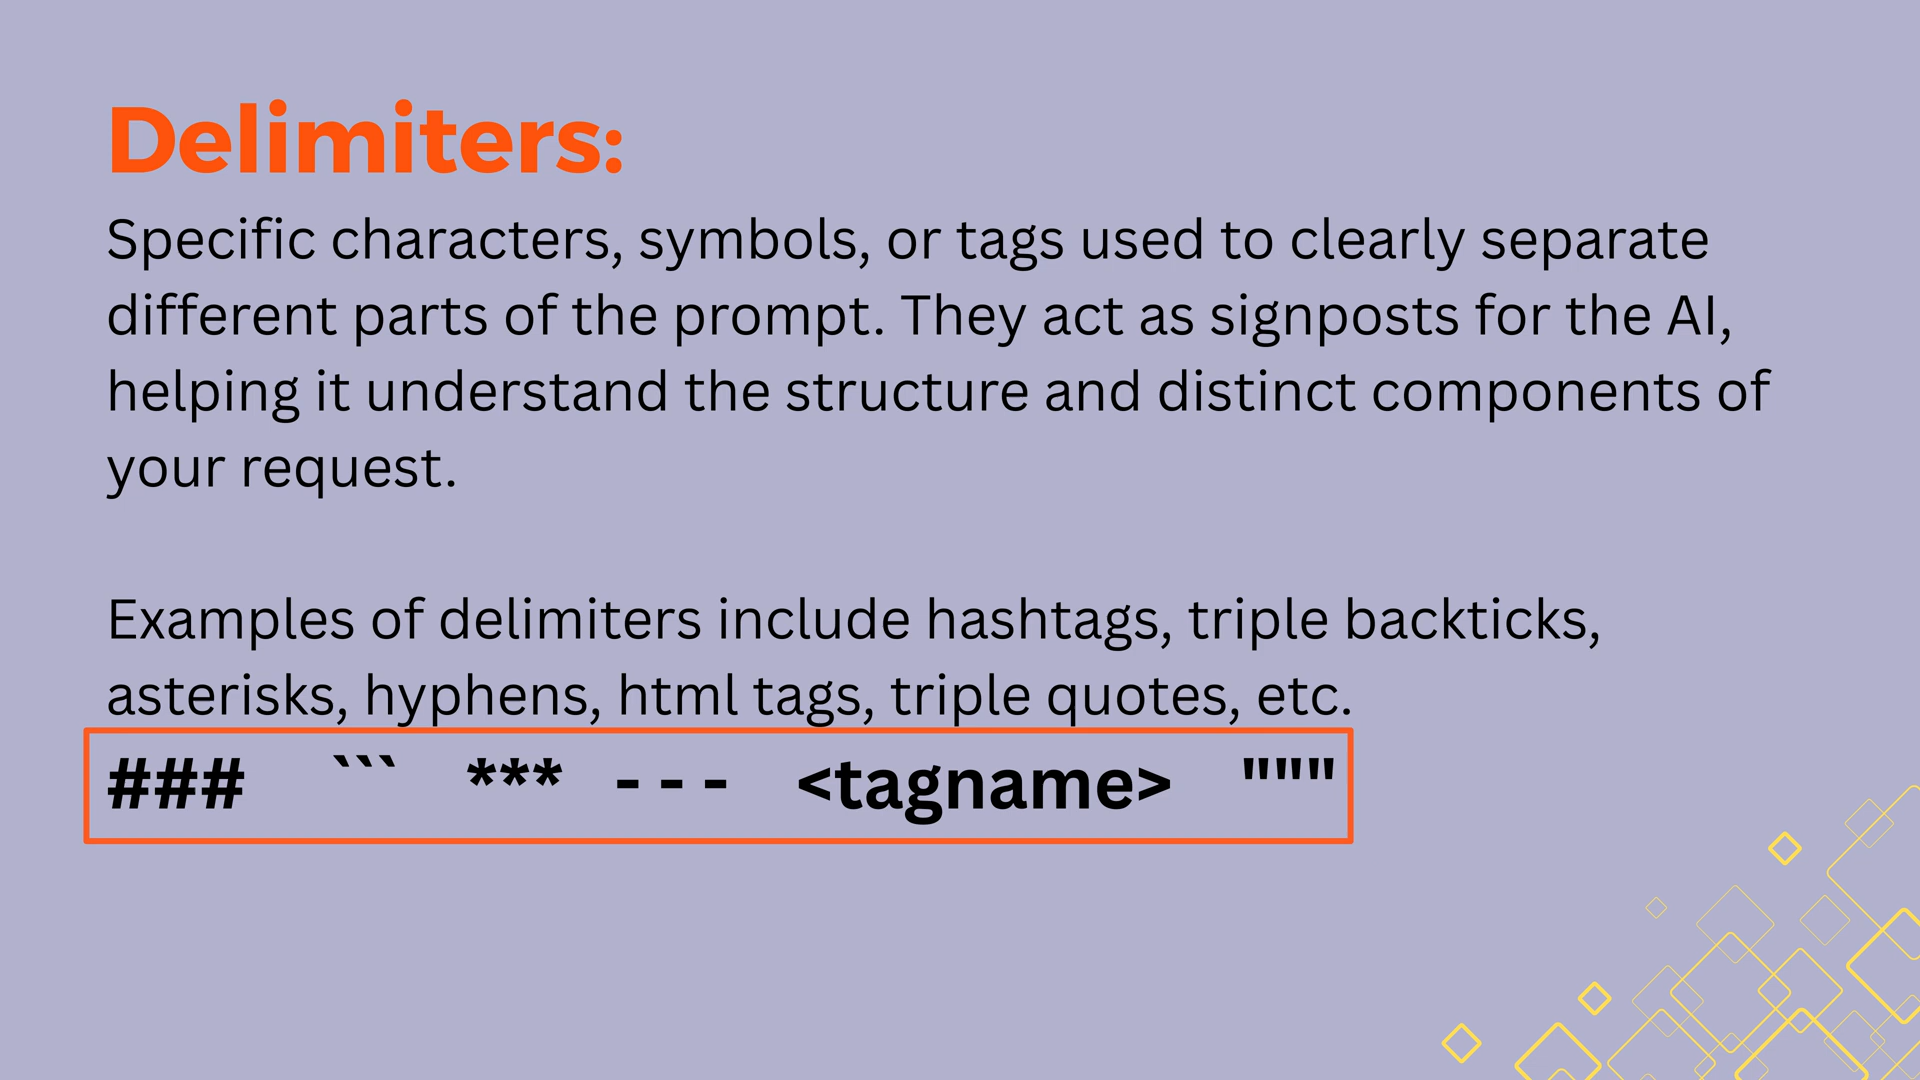 Delimiters:
Specific characters, symbols, or tags used to clearly separate
different parts of the prompt. They act as signposts for the AI,
helping it understand the structure and distinct components of
your request.
Examples of delimiters include hashtags, triple backticks,
asterisks, hyphens, html tags, triple quotes, etc.
### ``` *** - - - <tagname> """